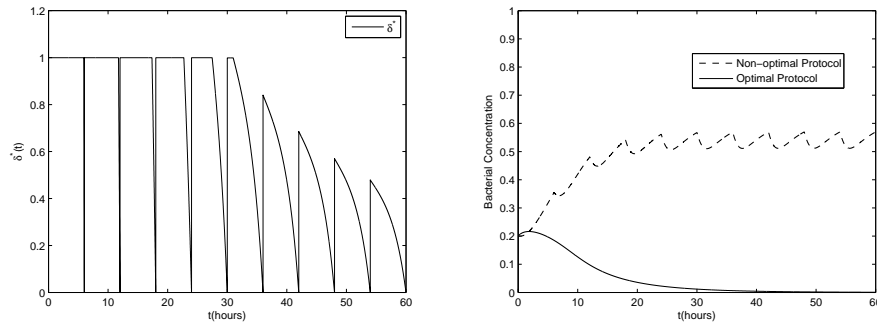 1.2
1
0.8
0.6
0.4
0.2
0
δ*(t)
δ*
0 10 20 30 40 50 60
t(hours)
1
0.9
0.8
0.7
0.6
0.5
0.4
0.3
0.2
0.1
0
Bacterial Concentration
Non−optimal Protocol
Optimal Protocol
0 10 20 30 40 50 60
t(hours)